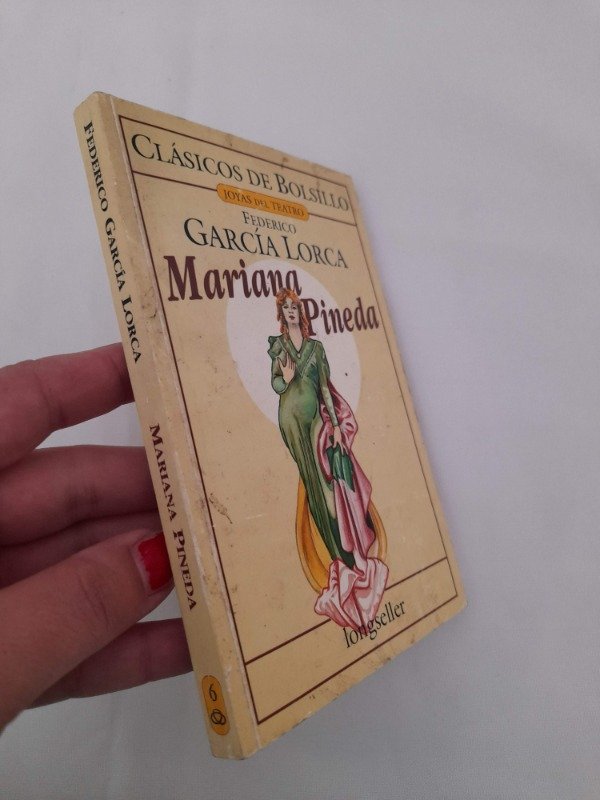 CLÁSICOS DE BOLSILLO
JOYAS DEL TEATRO
FEDERICO
GARCÍA LORCA
Mariana
Pineda
longseller
FEDERICO GARCÍA LORCA
MARIANA PINEDA
6